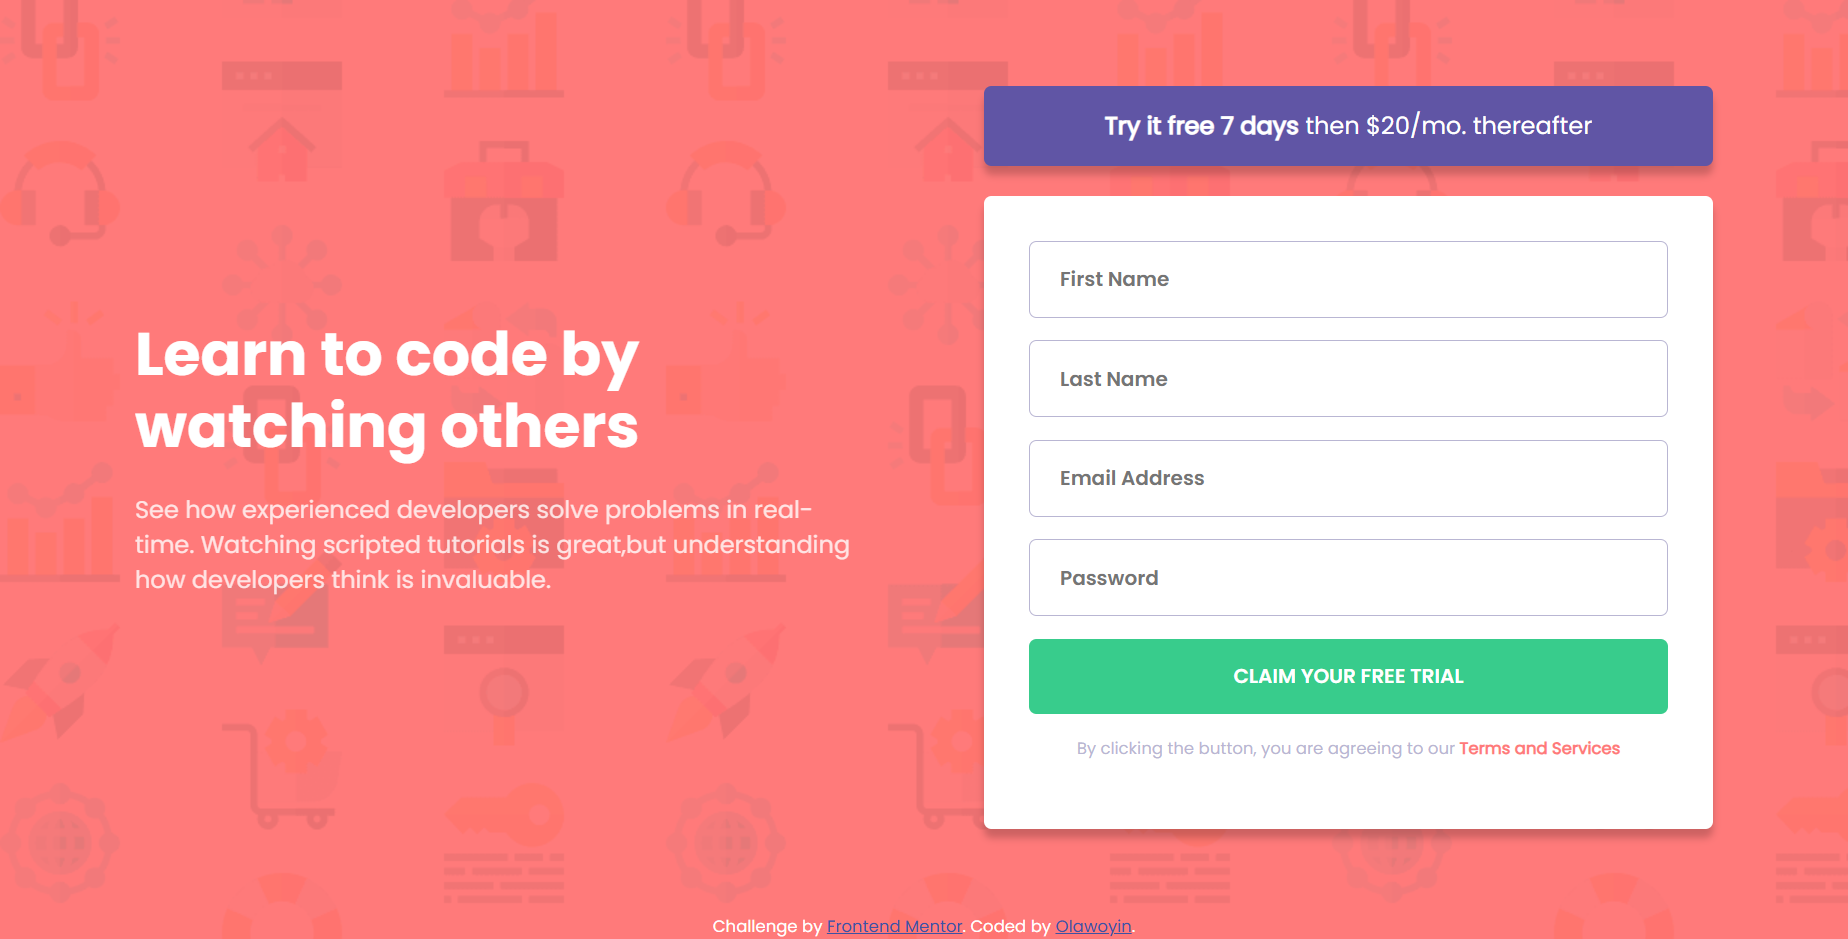 Learn to code by
watching others
See how experienced developers solve problems in real-
time. Watching scripted tutorials is great,but understanding
how developers think is invaluable.
Try it free 7 days then $20/mo. thereafter
First Name
Last Name
Email Address
Password
CLAIM YOUR FREE TRIAL
By clicking the button, you are agreeing to our Terms and Services
Challenge by Frontend Mentor. Coded by Olawoyin.